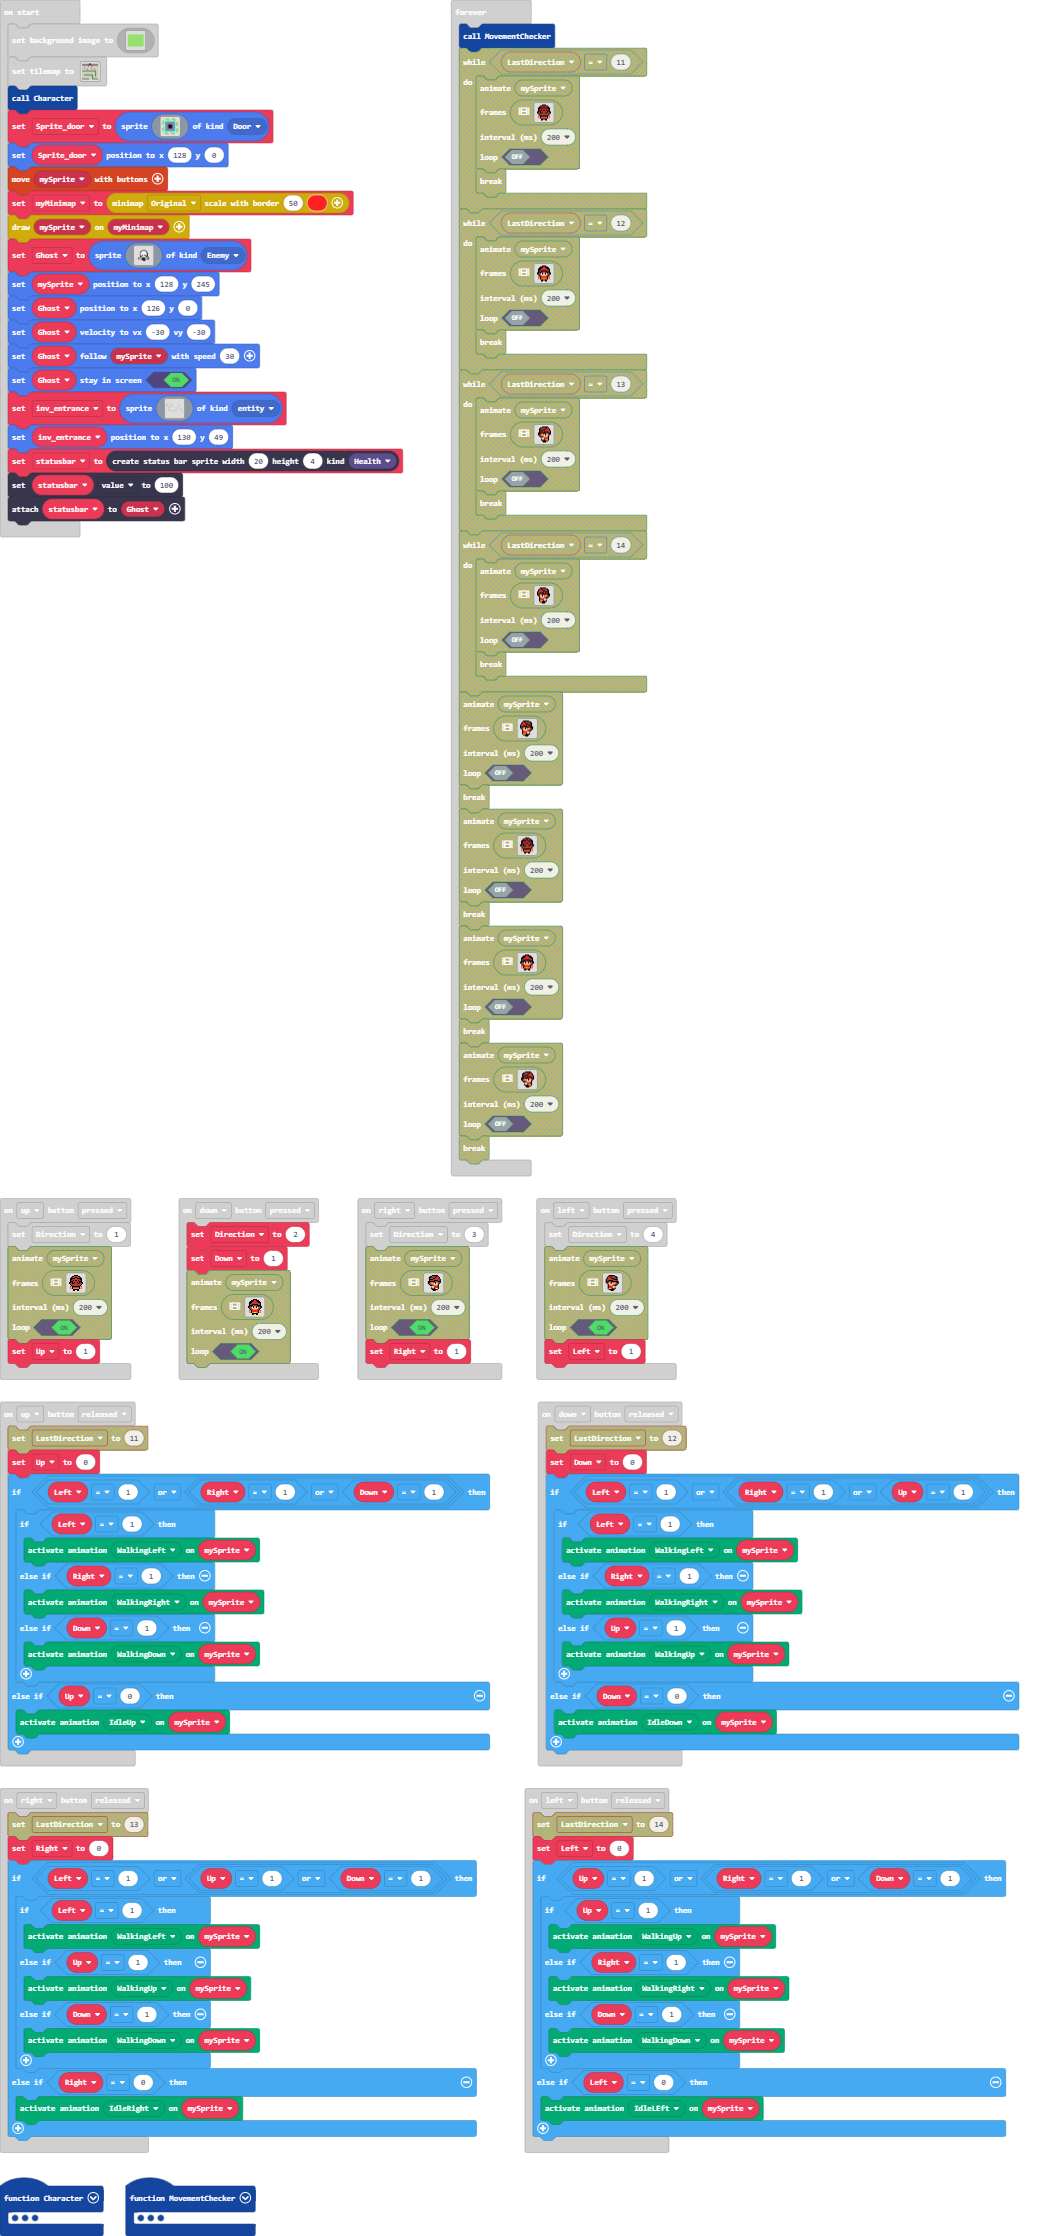 on start
set background image to
set tilemap to
call Character
set Sprite_door to sprite of kind Door
set Sprite_door position to x 128 y 0
move mySprite with buttons
set myMinimap to minimap Original scale with border 50
draw mySprite on myMinimap
set Ghost to sprite of kind Enemy
set mySprite position to x 128 y 245
set Ghost position to x 126 y 0
set Ghost velocity to vx -30 vy -30
set Ghost follow mySprite with speed 30
set Ghost stay in screen ON
set inv_entrance to sprite of kind entity
set inv_entrance position to x 130 y 49
set statusbar to create status bar sprite width 20 height 4 kind Health
set statusbar value to 100
attach statusbar to Ghost
forever
call MovementChecker
while LastDirection = 11
do animate mySprite
frames
interval (ms) 200
loop OFF
break
while LastDirection = 12
do animate mySprite
frames
interval (ms) 200
loop OFF
break
while LastDirection = 13
do animate mySprite
frames
interval (ms) 200
loop OFF
break
while LastDirection = 14
do animate mySprite
frames
interval (ms) 200
loop OFF
break
animate mySprite
frames
interval (ms) 200
loop OFF
break
animate mySprite
frames
interval (ms) 200
loop OFF
break
animate mySprite
frames
interval (ms) 200
loop OFF
break
animate mySprite
frames
interval (ms) 200
loop OFF
break
on up button pressed
set Direction to 1
animate mySprite
frames
interval (ms) 200
loop ON
set Up to 1
on down button pressed
set Direction to 2
set Down to 1
animate mySprite
frames
interval (ms) 200
loop ON
on right button pressed
set Direction to 3
animate mySprite
frames
interval (ms) 200
loop ON
set Right to 1
on left button pressed
set Direction to 4
animate mySprite
frames
interval (ms) 200
loop ON
set Left to 1
on up button released
set LastDirection to 11
set Up to 0
if Left = 1 or Right = 1 or Down = 1 then
if Left = 1 then
activate animation WalkingLeft on mySprite
else if Right = 1 then
activate animation WalkingRight on mySprite
else if Down = 1 then
activate animation WalkingDown on mySprite
else if Up = 0 then
activate animation IdleUp on mySprite
on down button released
set LastDirection to 12
set Down to 0
if Left = 1 or Right = 1 or Up = 1 then
if Left = 1 then
activate animation WalkingLeft on mySprite
else if Right = 1 then
activate animation WalkingRight on mySprite
else if Up = 1 then
activate animation WalkingUp on mySprite
else if Down = 0 then
activate animation IdleDown on mySprite
on right button released
set LastDirection to 13
set Right to 0
if Left = 1 or Up = 1 or Down = 1 then
if Left = 1 then
activate animation WalkingLeft on mySprite
else if Up = 1 then
activate animation WalkingUp on mySprite
else if Down = 1 then
activate animation WalkingDown on mySprite
else if Right = 0 then
activate animation IdleRight on mySprite
on left button released
set LastDirection to 14
set Left to 0
if Up = 1 or Right = 1 or Down = 1 then
if Up = 1 then
activate animation WalkingUp on mySprite
else if Right = 1 then
activate animation WalkingRight on mySprite
else if Down = 1 then
activate animation WalkingDown on mySprite
else if Left = 0 then
activate animation IdleLEft on mySprite
function Character
function MovementChecker